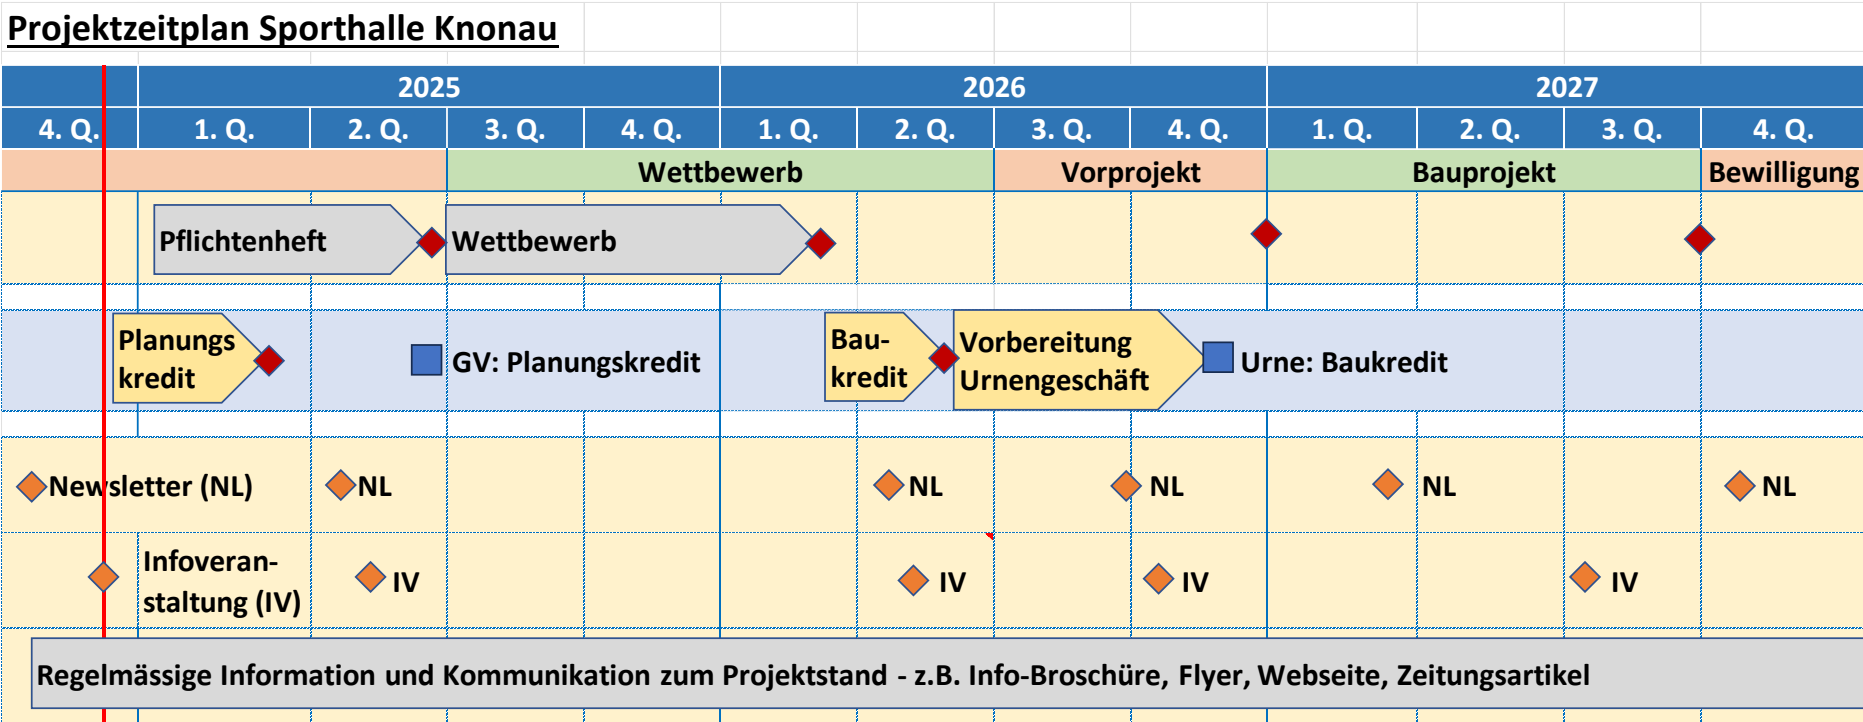 Projektzeitplan Sporthalle Knonau
2025 2026 2027
4. Q. 1. Q. 2. Q. 3. Q. 4. Q. 1. Q. 2. Q. 3. Q. 4. Q. 1. Q. 2. Q. 3. Q. 4. Q.
Wettbewerb Vorprojekt Bauprojekt Bewilligung
Pflichtenheft Wettbewerb
Planungs
kredit
GV: Planungskredit
Bau-
kredit
Vorbereitung
Urnengeschäft
Urne: Baukredit
Newsletter (NL) NL NL NL NL NL
Infoveran-
staltung (IV)
IV IV IV IV
Regelmässige Information und Kommunikation zum Projektstand - z.B. Info-Broschüre, Flyer, Webseite, Zeitungsartikel